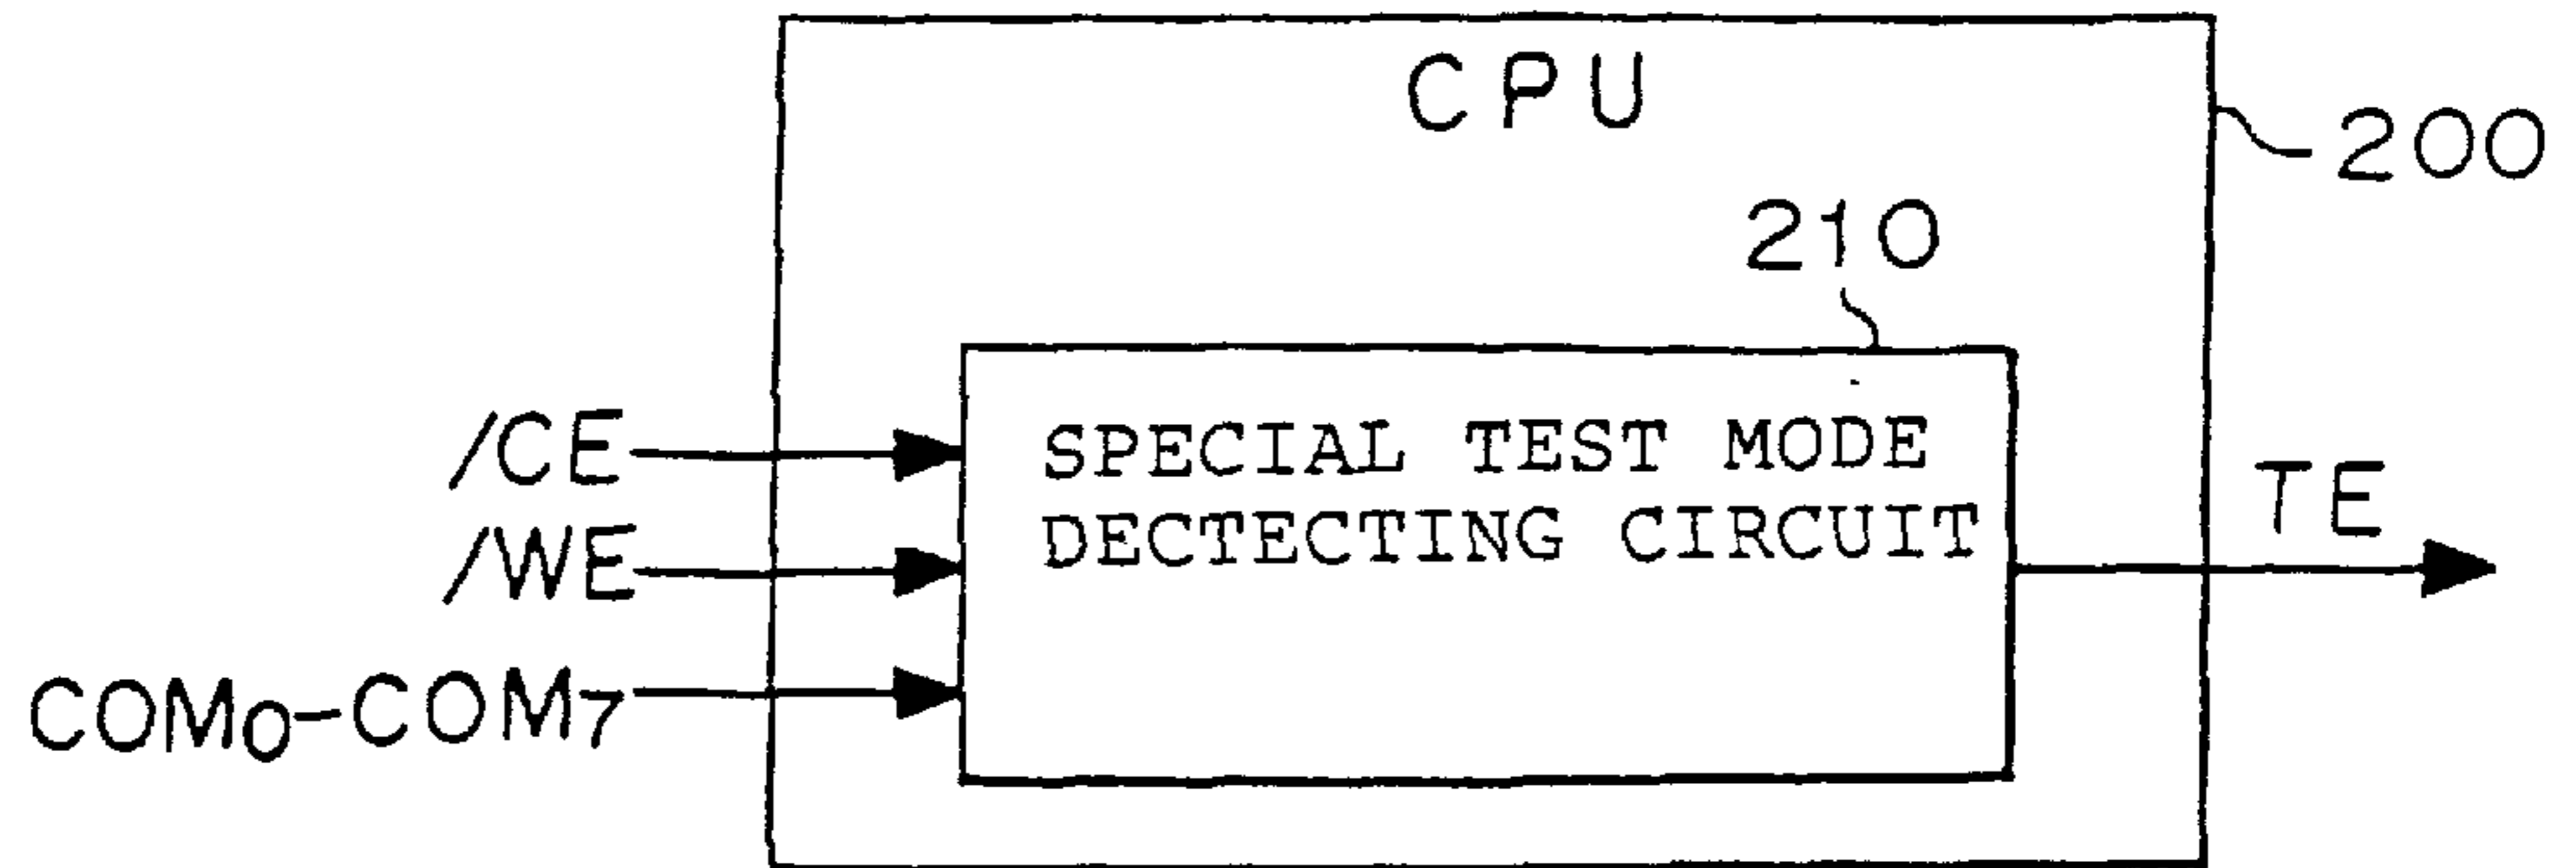 CPU
200
210
/CE
SPECIAL TEST MODE
DECTECTING CIRCUIT
/WE
TE
COM0-COM7